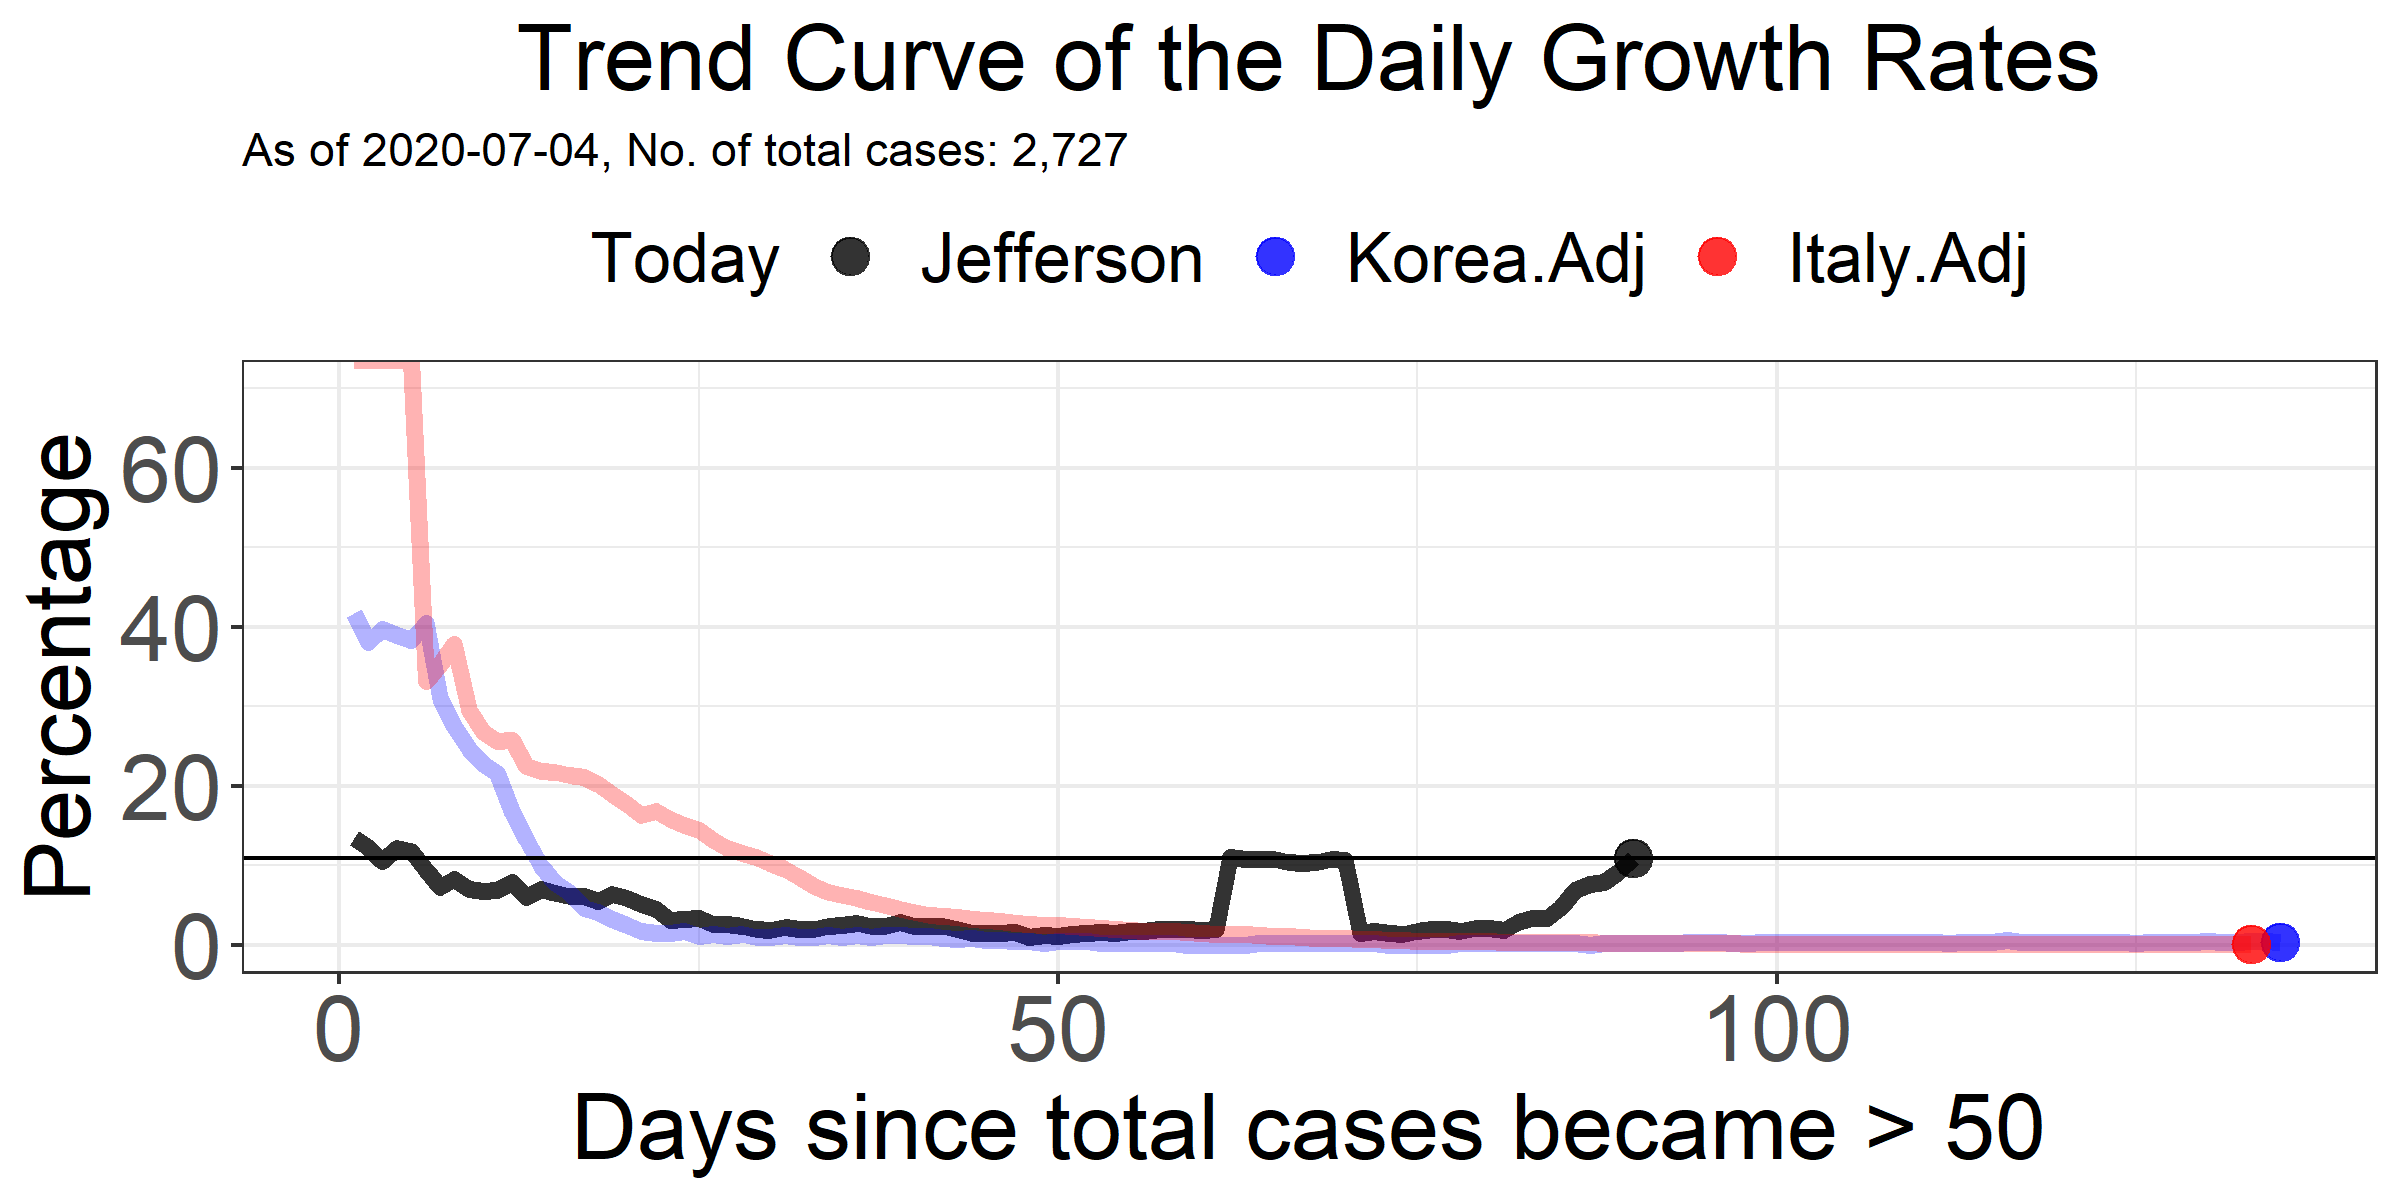 Trend Curve of the Daily Growth Rates
As of 2020-07-04, No. of total cases: 2,727
Today Jefferson Korea.Adj Italy.Adj
Percentage
60
40
20
0
0 50 100
Days since total cases became > 50